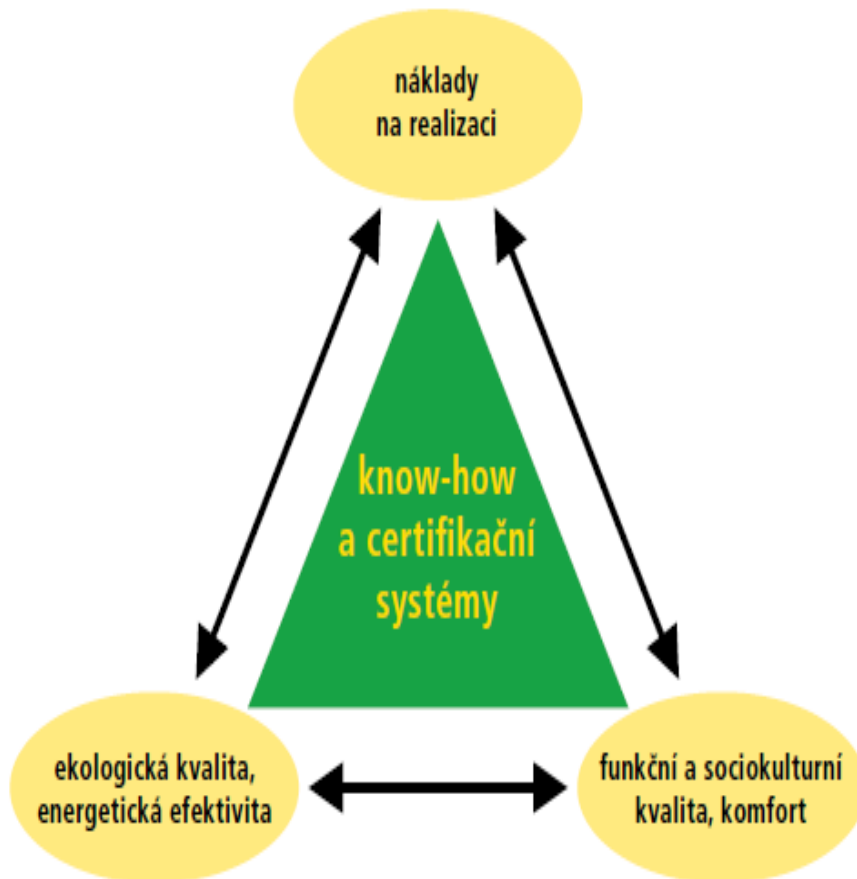 náklady
na realizaci
know-how
a certifikační
systémy
ekologická kvalita,
energetická efektivita
funkční a sociokulturní
kvalita, komfort